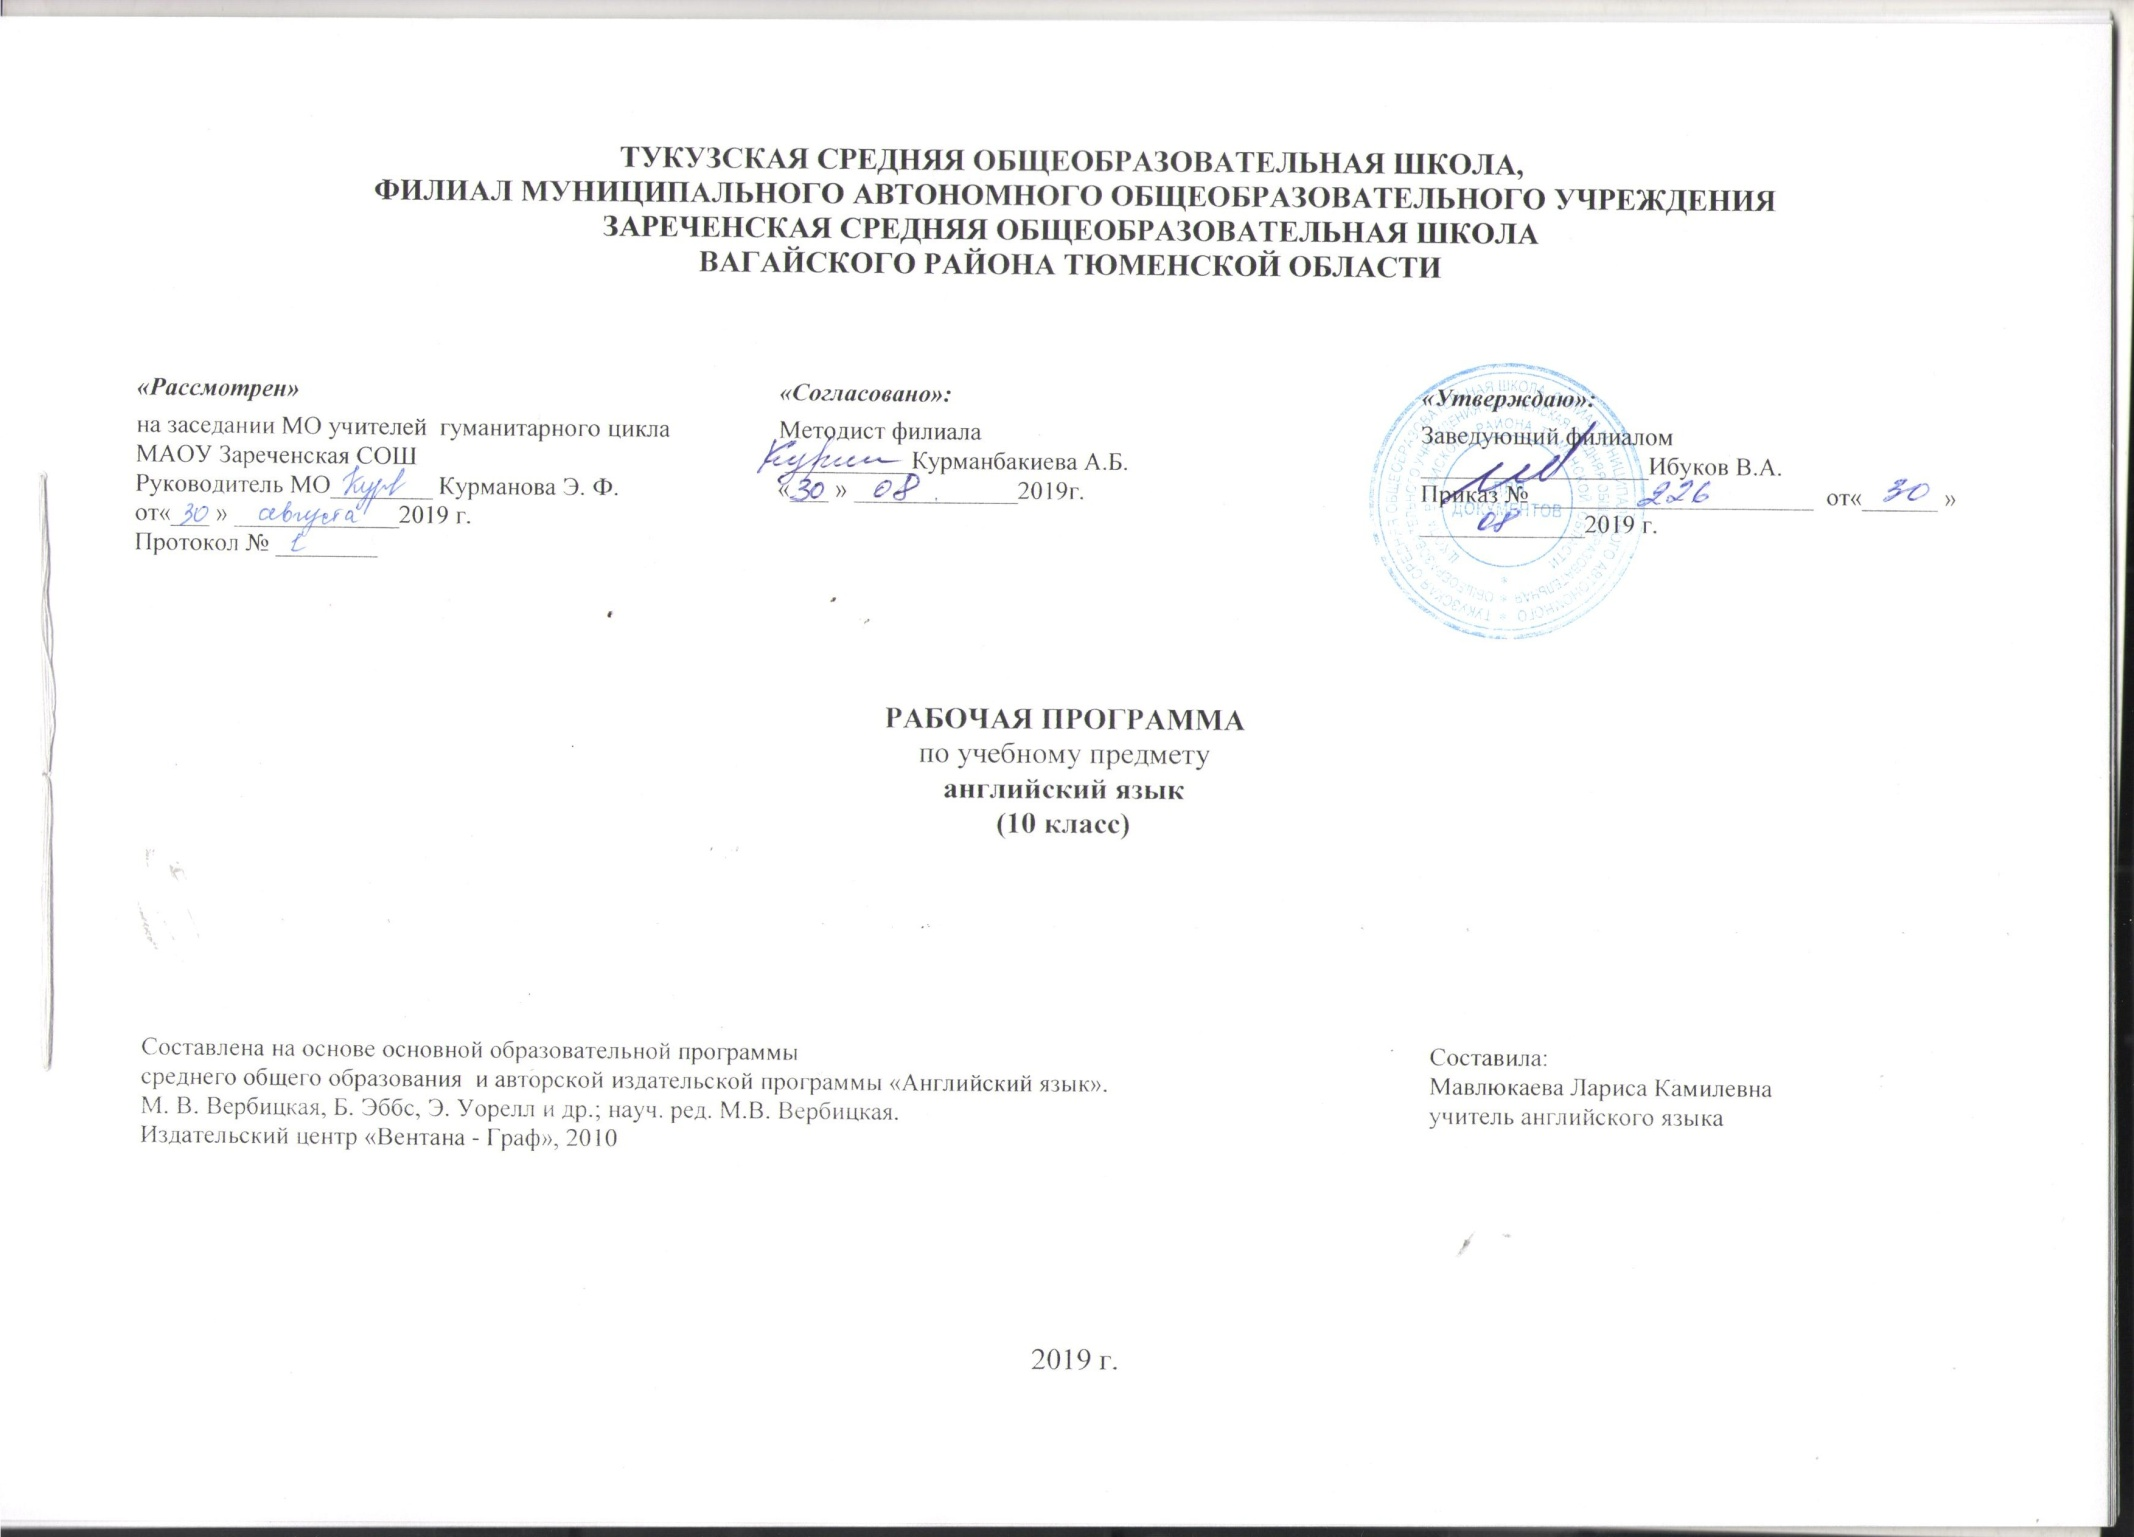 ТУКУЗСКАЯ СРЕДНЯЯ ОБЩЕОБРАЗОВАТЕЛЬНАЯ ШКОЛА,
ФИЛИАЛ МУНИЦИПАЛЬНОГО АВТОНОМНОГО ОБЩЕОБРАЗОВАТЕЛЬНОГО УЧРЕЖДЕНИЯ
ЗАРЕЧЕНСКАЯ СРЕДНЯЯ ОБЩЕОБРАЗОВАТЕЛЬНАЯ ШКОЛА
ВАГАЙСКОГО РАЙОНА ТЮМЕНСКОЙ ОБЛАСТИ
«Рассмотрен»
на заседании МО учителей гуманитарного цикла
МАОУ Зареченская СОШ
Руководитель МО________ Курманова Э. Ф.
от«30 » августа 2019 г.
Протокол № 1
«Согласовано»:
Методист филиала
__________ Курманбакиева А.Б.
«30 » 08 2019г.
«Утверждаю»:
Заведующий филиалом
__________________Ибуков В.А.
Приказ № 226 от« 30 »
08 2019 г.
ДОКУМЕНТОВ
РАБОЧАЯ ПРОГРАММА
по учебному предмету
английский язык
(10 класс)
Составлена на основе основной образовательной программы
среднего общего образования и авторской издательской программы «Английский язык».
М. В. Вербицкая, Б. Эббс, Э. Уорелл и др.; науч. ред. М.В. Вербицкая.
Издательский центр «Вентана - Граф», 2010
Составила:
Мавлюкаева Лариса Камилевна
учитель английского языка
2019 г.